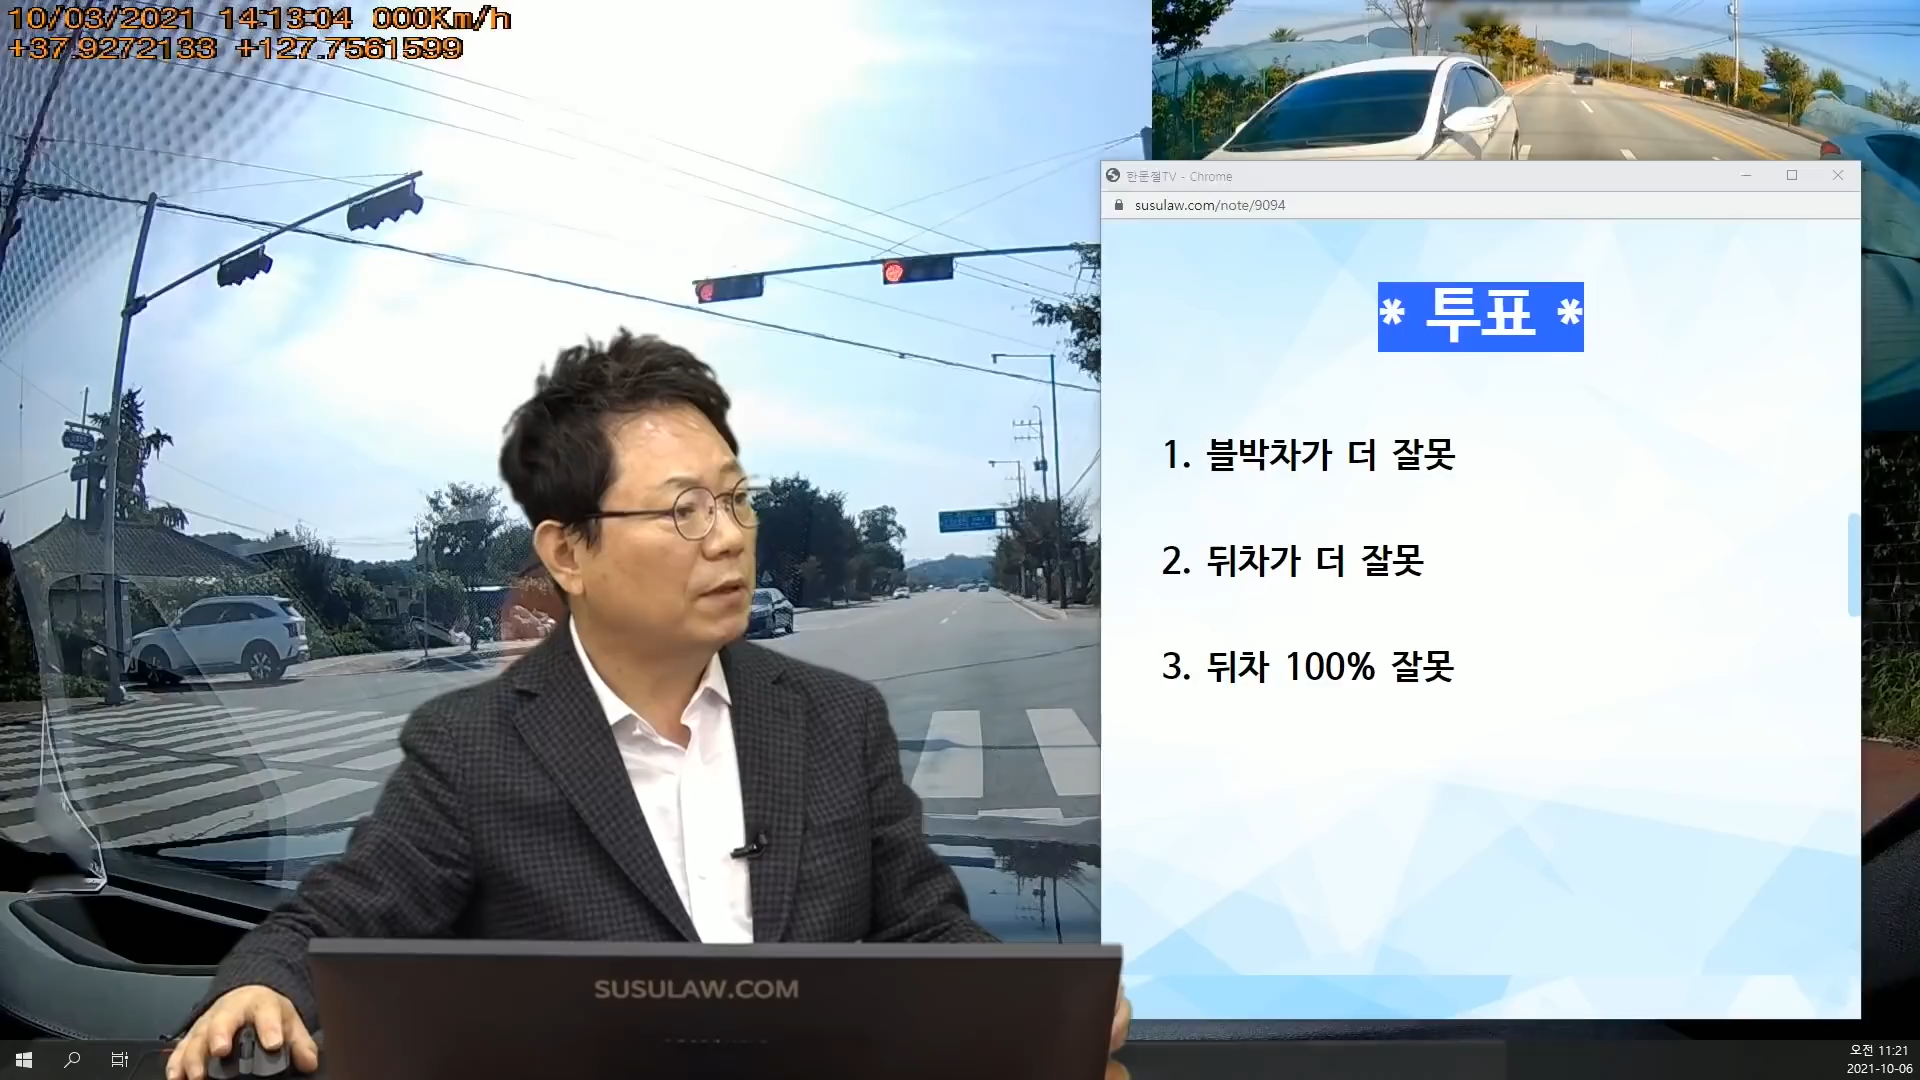 10/03/2021 14:13:04 000Km/h
+37.9272133 +127.7561599
한문철TV - Chrome
susulaw.com/note/9094
* 투표 *
1. 블박차가 더 잘못
2. 뒤차가 더 잘못
3. 뒤차 100% 잘못
SUSULAW.COM
오전 11:21
2021-10-06